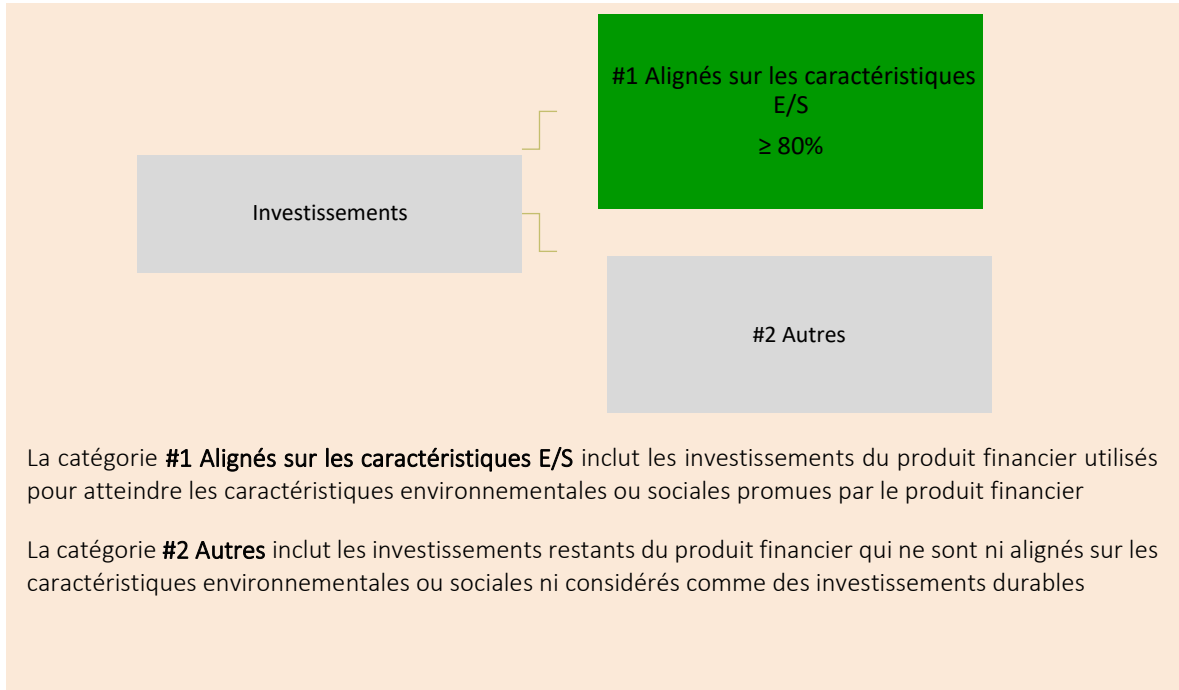 #1 Alignés sur les caractéristiques
E/S
≥ 80%
Investissements
#2 Autres
La catégorie #1 Alignés sur les caractéristiques E/S inclut les investissements du produit financier utilisés
pour atteindre les caractéristiques environnementales ou sociales promues par le produit financier
La catégorie #2 Autres inclut les investissements restants du produit financier qui ne sont ni alignés sur les
caractéristiques environnementales ou sociales ni considérés comme des investissements durables